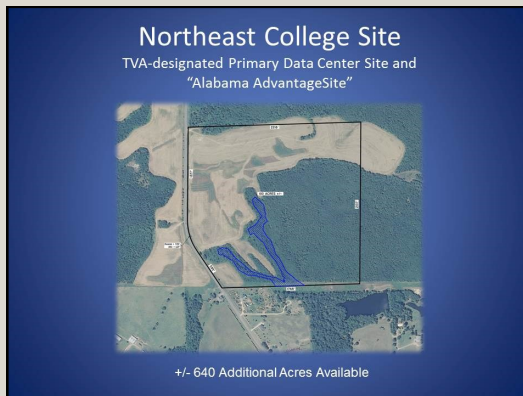 Northeast College Site
TVA-designated Primary Data Center Site and
"Alabama AdvantageSite"
+/- 640 Additional Acres Available